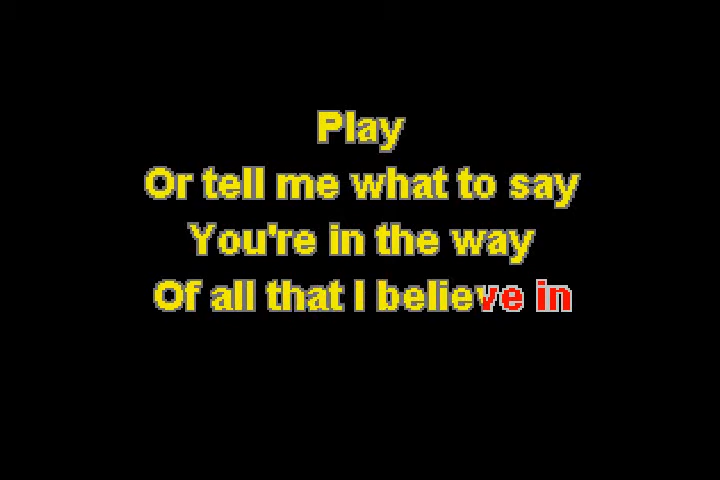 Play
Or tell me what to say
You're in the way
Of all that I believe in